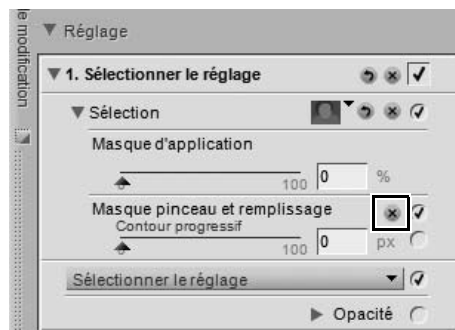 le modification
Réglage
1. Sélectionner le réglage
Sélection
Masque d'application
100 0 %
Masque pinceau et remplissage
Contour progressif
100 0 px
Sélectionner le réglage
Opacité